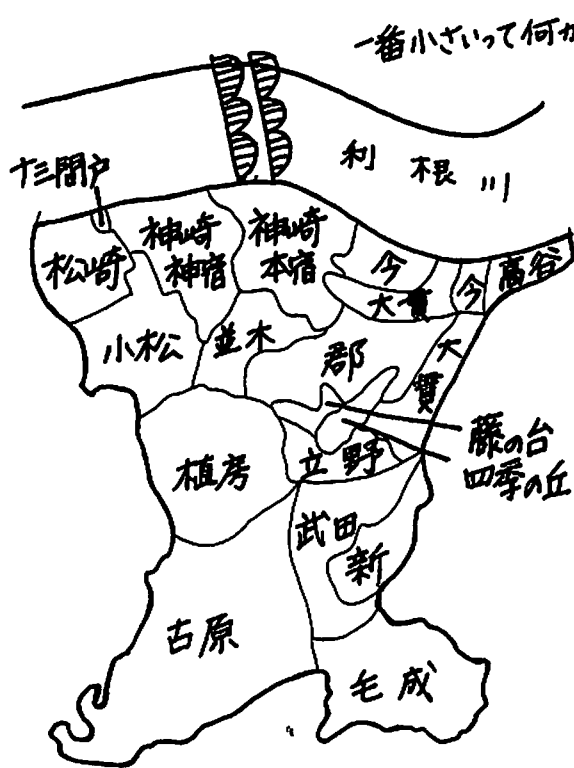 一番小さいって何か
利根川
十三間戸
松崎
神崎
神宿
神崎
本宿
今
大貫
今
高谷
小松
並木
郡
大
貫
藤の台
四季の丘
植房
立野
武田
新
古原
毛成